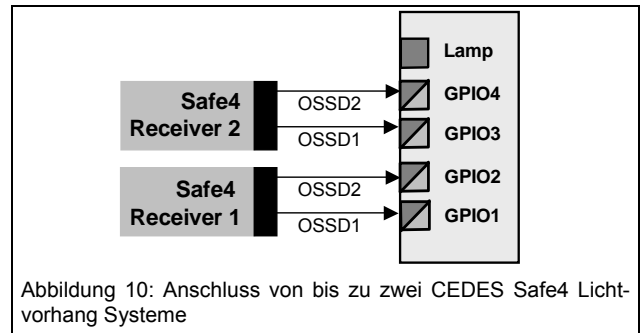 Lamp
Safe4
Receiver 2
OSSD2
GPIO4
OSSD1
GPIO3
Safe4
Receiver 1
OSSD2
GPIO2
OSSD1
GPIO1
Abbildung 10: Anschluss von bis zu zwei CEDES Safe4 Licht-
vorhang Systeme